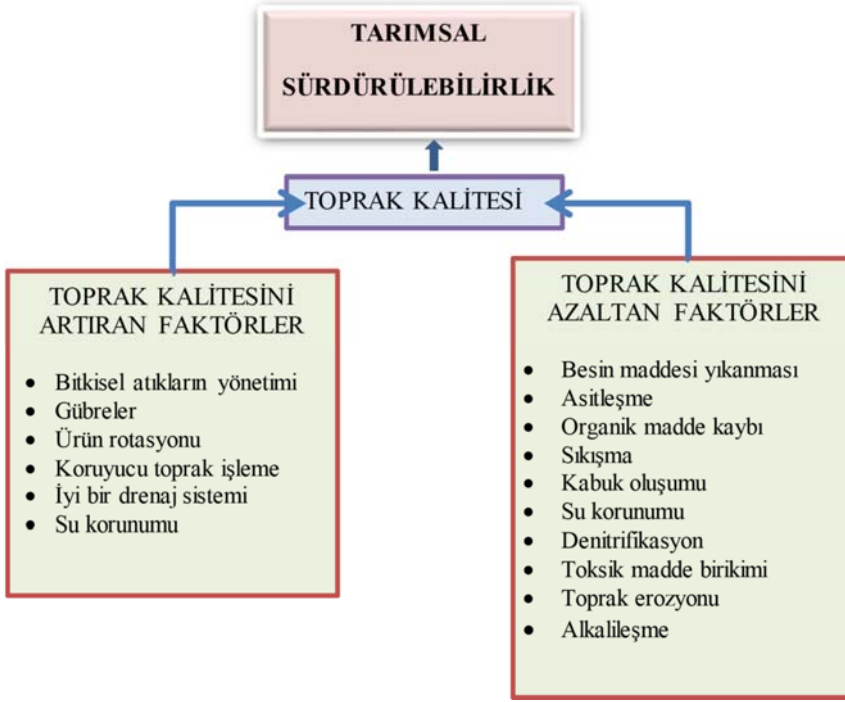 TARIMSAL
SÜRDÜRÜLEBİLİRLİK
TOPRAK KALİTESİ
TOPRAK KALİTESİNİ
ARTIRAN FAKTÖRLER
• Bitkisel atıkların yönetimi
• Gübreler
• Ürün rotasyonu
• Koruyucu toprak işleme
• İyi bir drenaj sistemi
• Su korunumu
TOPRAK KALİTESİNİ
AZALTAN FAKTÖRLER
• Besin maddesi yıkanması
• Asitleşme
• Organik madde kaybı
• Sıkışma
• Kabuk oluşumu
• Su korunumu
• Denitrifikasyon
• Toksik madde birikimi
• Toprak erozyonu
• Alkalileşme